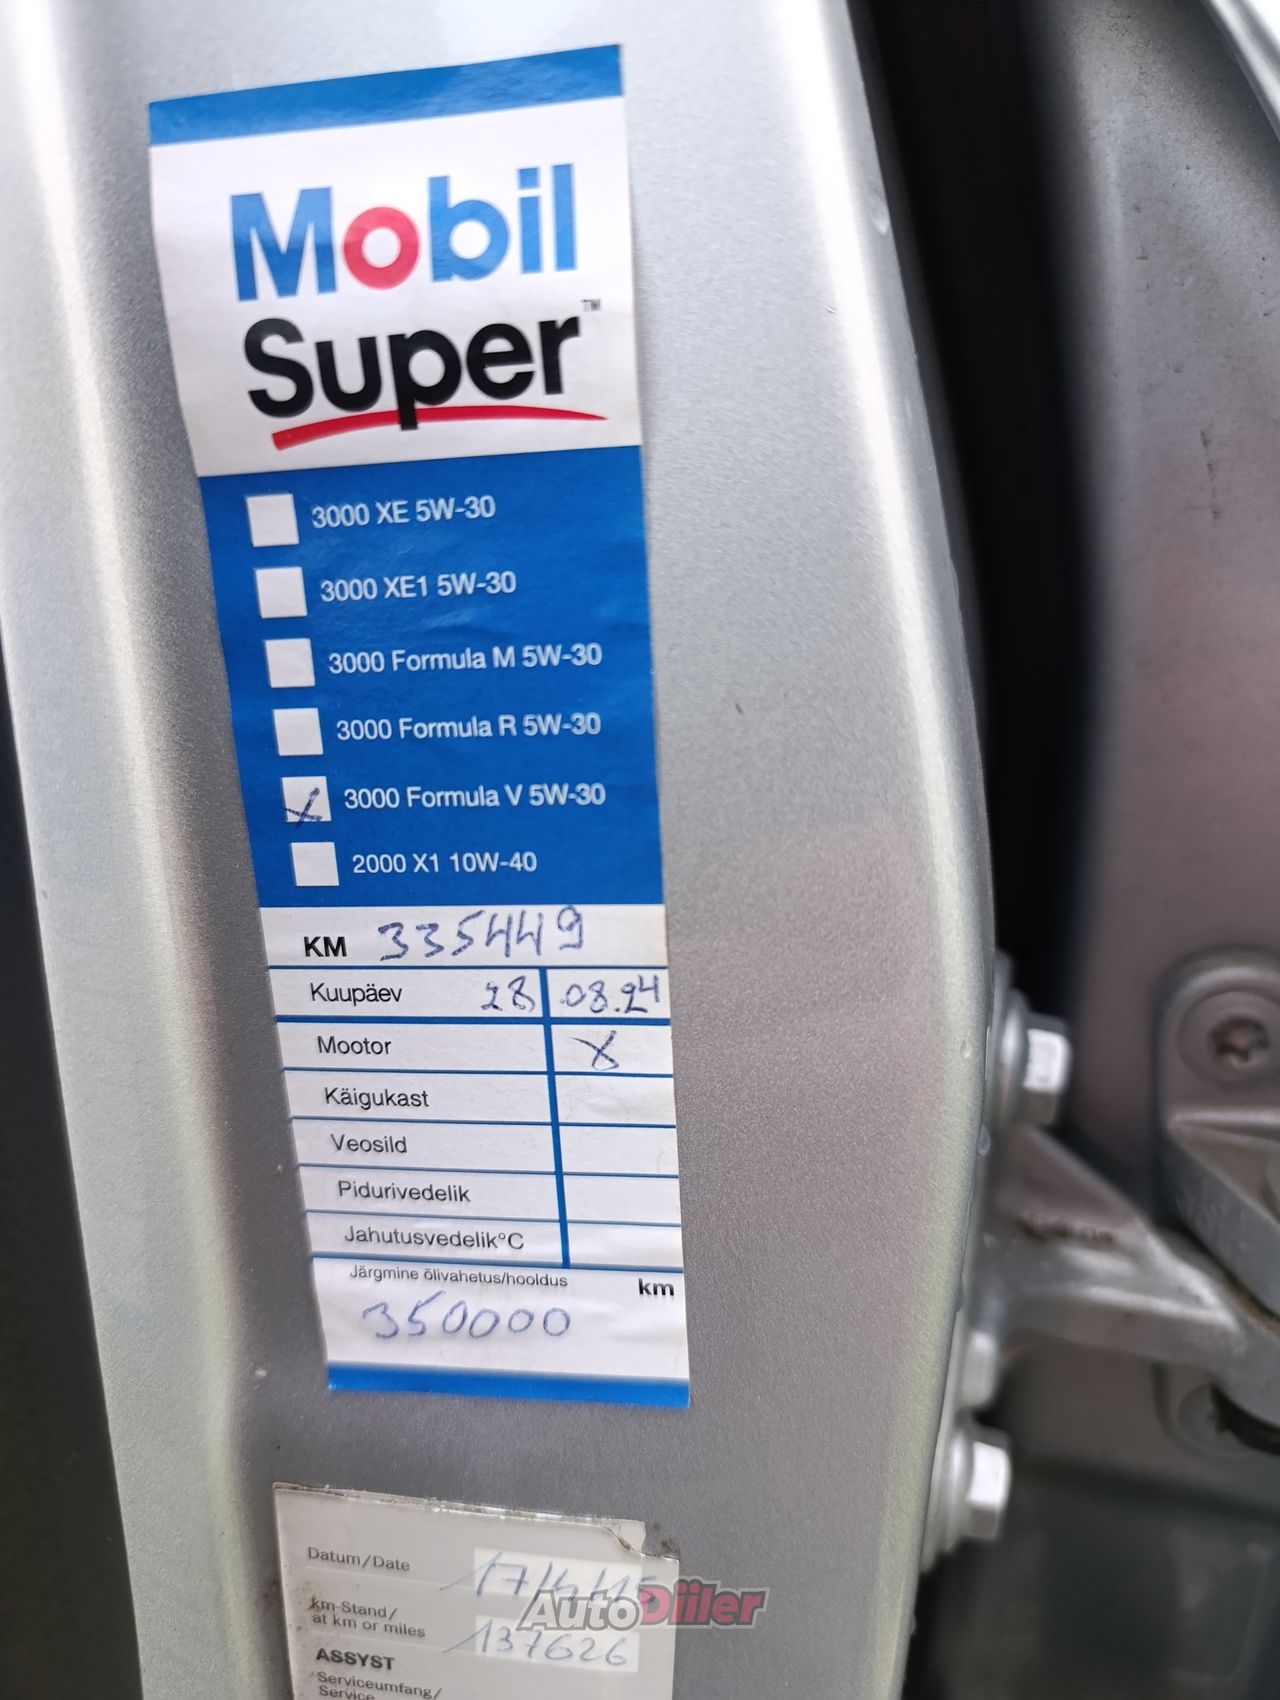 Mobil
Super™
3000 XE 5W-30
3000 XE1 5W-30
3000 Formula M 5W-30
3000 Formula R 5W-30
3000 Formula V 5W-30
2000 X1 10W-40
KM 335449
Kuupäev 28 08.24
Mootor X
Käigukast
Veosild
Pidurivedelik
Jahutusvedelik°C
Järgmine õlivahetus/hooldus km
350000
Datum/Date 17/4/15
AutoDiiler
km-Stand/
at km or miles 137626
ASSYST
Serviceumfang/
Service